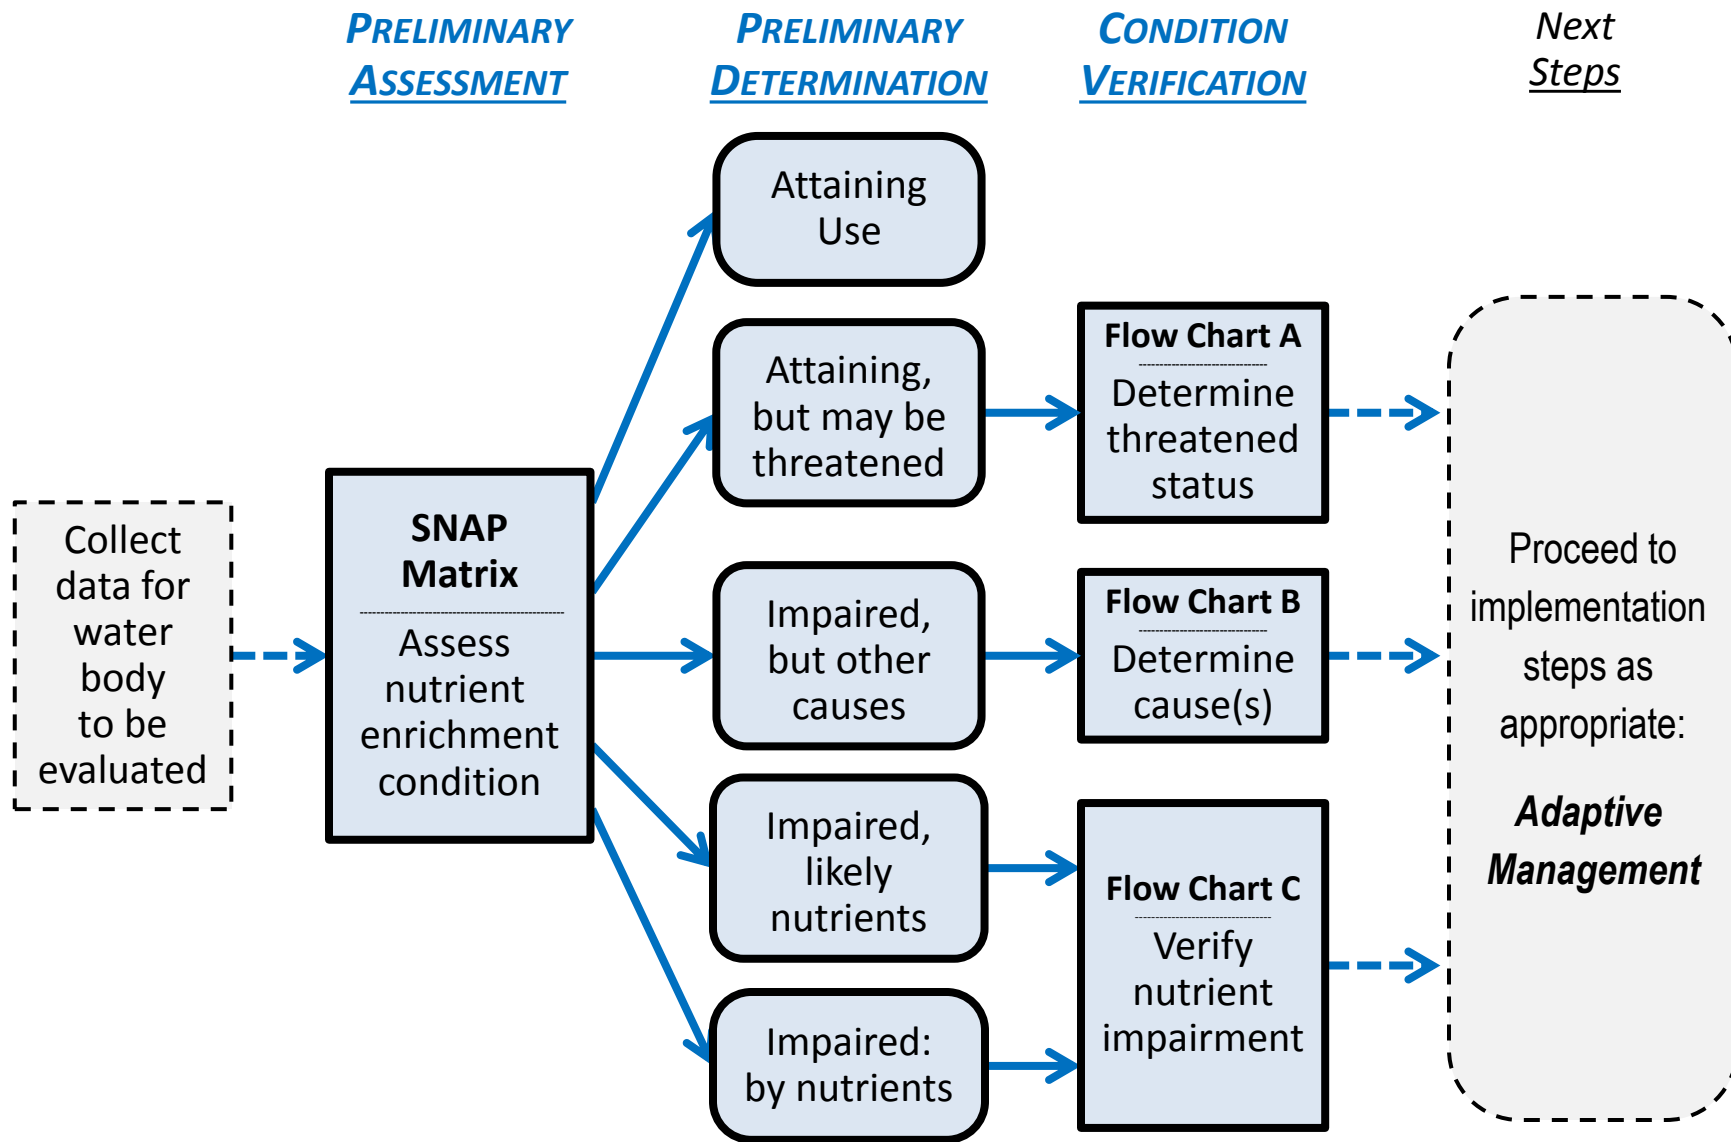 PRELIMINARY
ASSESSMENT
PRELIMINARY
DETERMINATION
CONDITION
VERIFICATION
Next
Steps
Collect
data for
water
body
to be
evaluated
SNAP
Matrix
Assess
nutrient
enrichment
condition
Attaining
Use
Attaining,
but may be
threatened
Impaired,
but other
causes
Impaired,
likely
nutrients
Impaired:
by nutrients
Flow Chart A
Determine
threatened
status
Flow Chart B
Determine
cause(s)
Flow Chart C
Verify
nutrient
impairment
Proceed to
implementation
steps as
appropriate:
Adaptive
Management